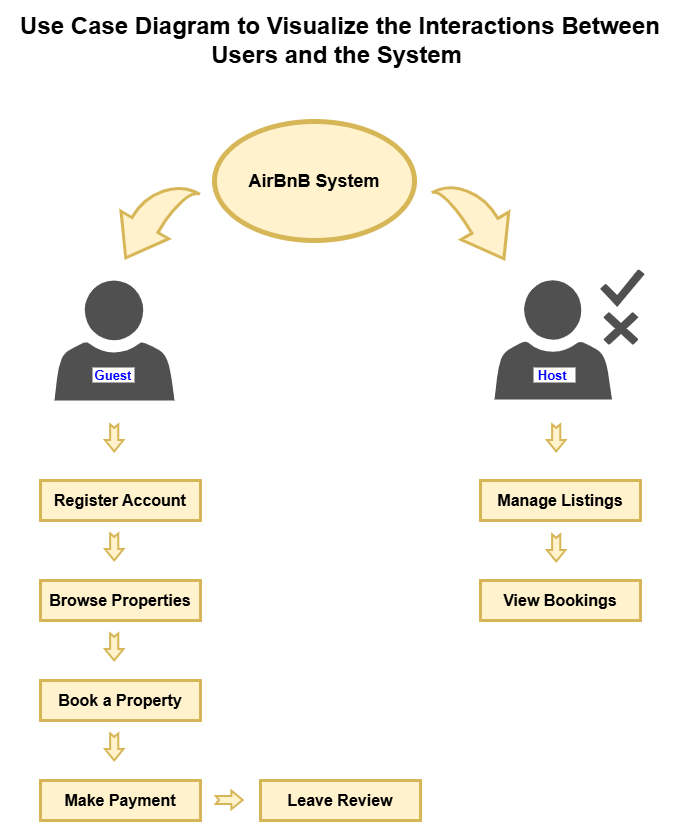 Use Case Diagram to Visualize the Interactions Between
Users and the System
AirBnB System
Guest
Host
Register Account
Manage Listings
Browse Properties
View Bookings
Book a Property
Make Payment
Leave Review